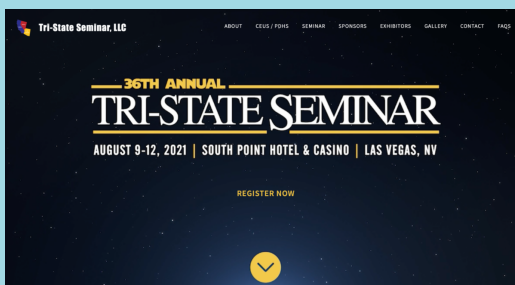 Tri-State Seminar, LLC
ABOUT CEUS / PDHS SEMINAR SPONSORS EXHIBITORS GALLERY CONTACT FAQS
36TH ANNUAL
TRI-STATE SEMINAR
AUGUST 9-12, 2021 | SOUTH POINT HOTEL & CASINO | LAS VEGAS, NV
REGISTER NOW